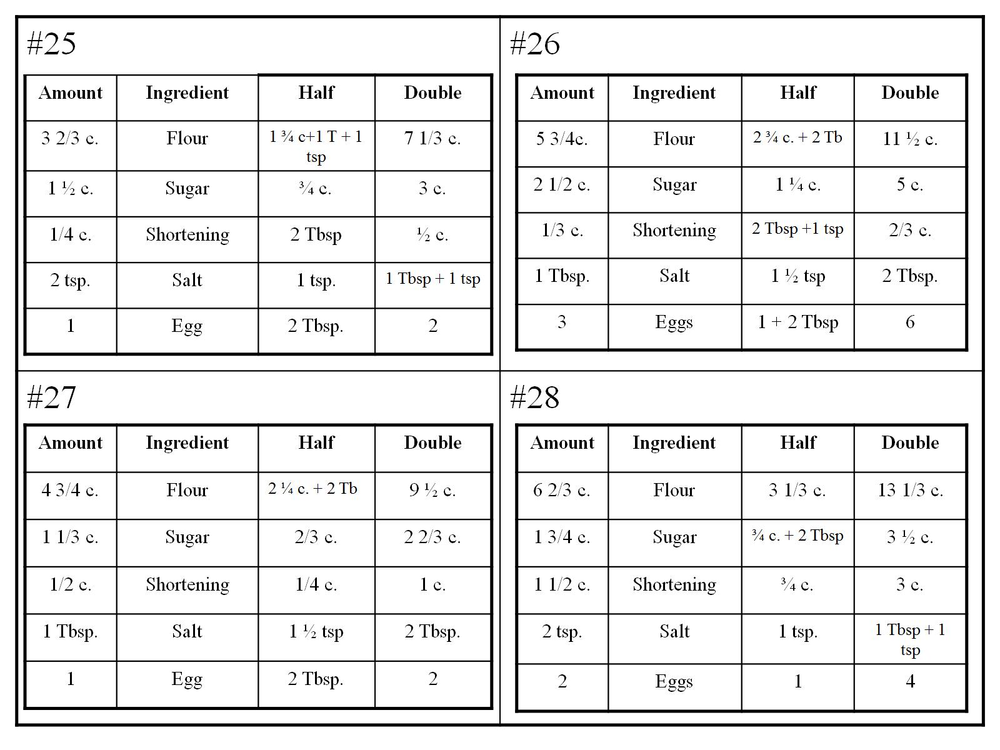 #25
Amount Ingredient Half Double
3 2/3 c. Flour 1 ¾ c+1 T + 1 tsp 7 1/3 c.
1 ½ c. Sugar ¾ c. 3 c.
1/4 c. Shortening 2 Tbsp ½ c.
2 tsp. Salt 1 tsp. 1 Tbsp + 1 tsp
1 Egg 2 Tbsp. 2
#26
Amount Ingredient Half Double
5 3/4c. Flour 2 ¾ c. + 2 Tb 11 ½ c.
2 1/2 c. Sugar 1 ¼ c. 5 c.
1/3 c. Shortening 2 Tbsp +1 tsp 2/3 c.
1 Tbsp. Salt 1 ½ tsp 2 Tbsp.
3 Eggs 1 + 2 Tbsp 6
#27
Amount Ingredient Half Double
4 3/4 c. Flour 2 ¼ c. + 2 Tb 9 ½ c.
1 1/3 c. Sugar 2/3 c. 2 2/3 c.
1/2 c. Shortening 1/4 c. 1 c.
1 Tbsp. Salt 1 ½ tsp 2 Tbsp.
1 Egg 2 Tbsp. 2
#28
Amount Ingredient Half Double
6 2/3 c. Flour 3 1/3 c. 13 1/3 c.
1 3/4 c. Sugar ¾ c. + 2 Tbsp 3 ½ c.
1 1/2 c. Shortening ¾ c. 3 c.
2 tsp. Salt 1 tsp. 1 Tbsp + 1 tsp
2 Eggs 1 4